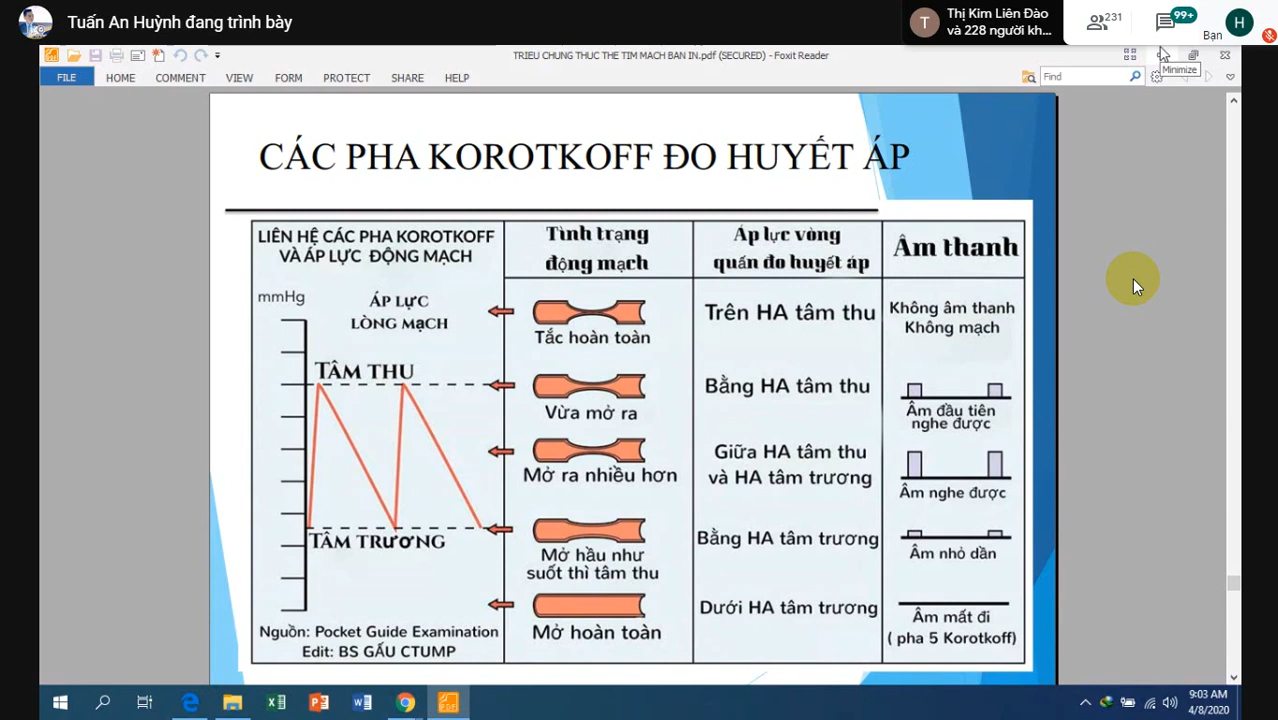 Tuấn An Huỳnh đang trình bày
T
Thị Kim Liên Đào
và 228 người kh...
231
99+
H
Bạn
TRIEU CHUNG THUC THE TIM MACH BAN IN.pdf (SECURED) - Foxit Reader
Minimize
FILE HOME COMMENT VIEW FORM PROTECT SHARE HELP
Find
CÁC PHA KOROTKOFF ĐO HUYẾT ÁP
LIÊN HỆ CÁC PHA KOROTKOFF
VÀ ÁP LỰC ĐỘNG MẠCH
Tình trạng
động mạch
Áp lực vòng
quấn đo huyết áp
Âm thanh
mmHg
ÁP LỰC
LÒNG MẠCH
TÂM THU
TÂM TRƯƠNG
Tắc hoàn toàn
Trên HA tâm thu
Không âm thanh
Không mạch
Vừa mở ra
Bằng HA tâm thu
Âm đầu tiên
nghe được
Mở ra nhiều hơn
Giữa HA tâm thu
và HA tâm trương
Âm nghe được
Mở hầu như
suốt thì tâm thu
Bằng HA tâm trương
Âm nhỏ dần
Mở hoàn toàn
Dưới HA tâm trương
Âm mất đi
( pha 5 Korotkoff)
Nguồn: Pocket Guide Examination
Edit: BS GẤU CTUMP
9:03 AM
4/8/2020